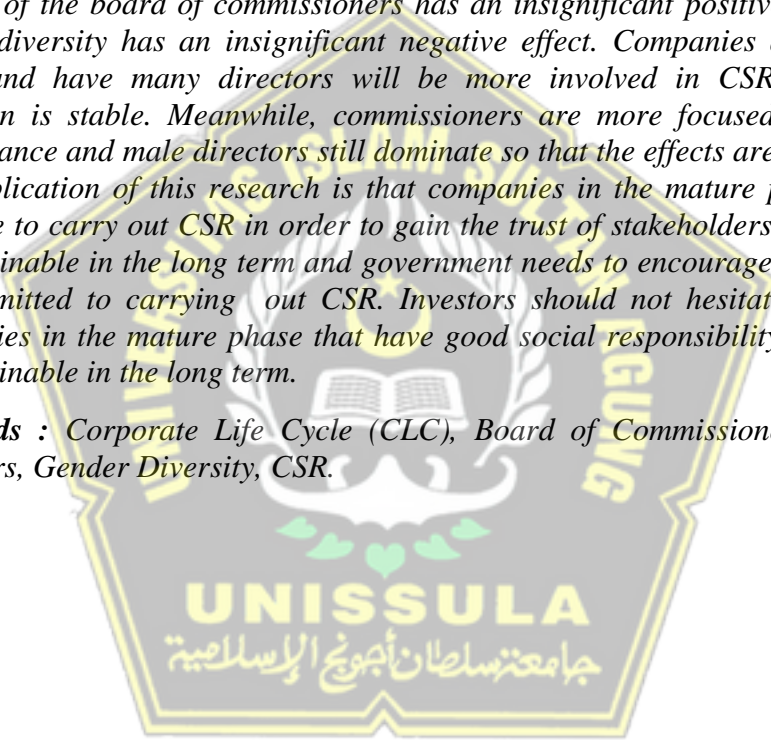 of the board of commissioners has an insignificant positive
diversity has an insignificant negative effect. Companies
and have many directors will be more involved in CSR
n is stable. Meanwhile, commissioners are more focused
ance and male directors still dominate so that the effects are
plication of this research is that companies in the mature p
e to carry out CSR in order to gain the trust of stakeholders
inable in the long term and government needs to encourage
mitted to carrying out CSR. Investors should not hesitat
ies in the mature phase that have good social responsibility
inable in the long term.
ds : Corporate Life Cycle (CLC), Board of Commission
rs, Gender Diversity, CSR.
UNIVERSITAS ISLAM SULTAN AGUNG
UNISSULA
جامعة سلطان أجونج الإسلامية